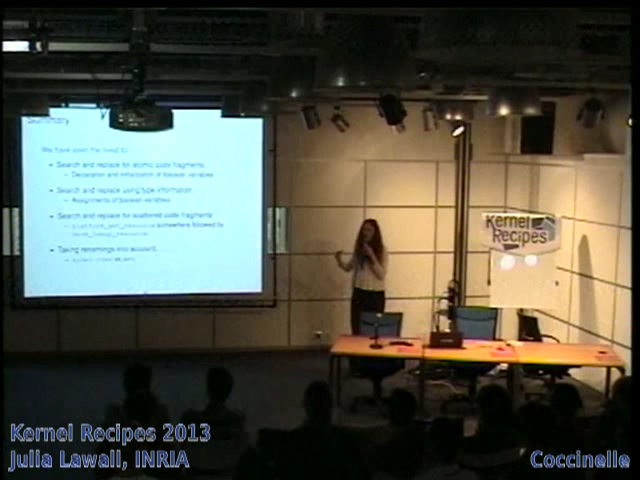 Summary
We have seen the need to:
Search and replace for atomic code fragments
– Declaration and initialization of boolean variables
Search and replace using type information
– Assignments of boolean variables
Search and replace for scattered code fragments
somewhere followed by
Taking renamings into account
Kernel
Recipes
Kernel Recipes 2013
Julia Lawall, INRIA
Coccinelle